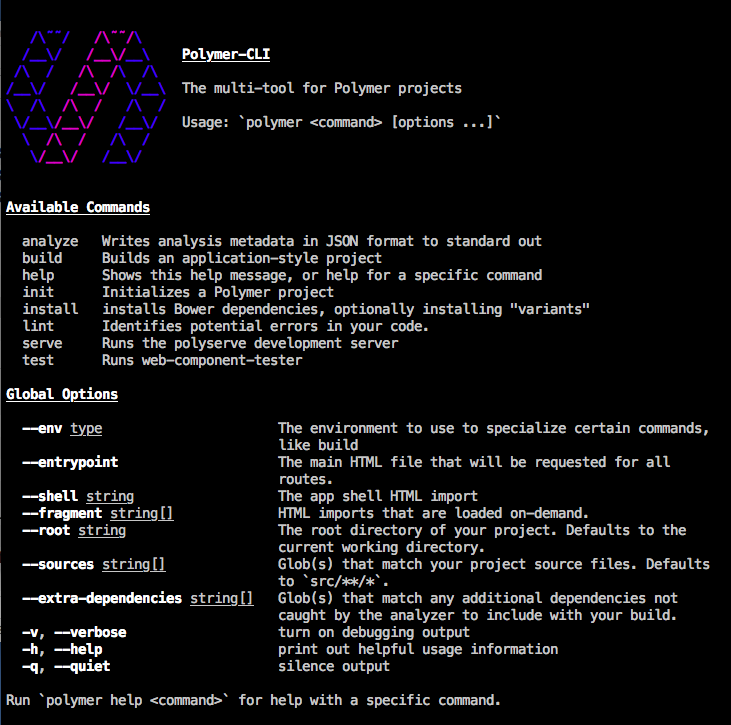 Polymer-CLI
The multi-tool for Polymer projects
Usage: `polymer <command> [options ...]`
Available Commands
analyze   Writes analysis metadata in JSON format to standard out
build     Builds an application-style project
help      Shows this help message, or help for a specific command
init      Initializes a Polymer project
install   installs Bower dependencies, optionally installing "variants"
lint      Identifies potential errors in your code.
serve     Runs the polyserve development server
test      Runs web-component-tester
Global Options
--env type                      The environment to use to specialize certain commands,
like build
--entrypoint                    The main HTML file that will be requested for all
routes.
--shell string                  The app shell HTML import
--fragment string[]             HTML imports that are loaded on-demand.
--root string                   The root directory of your project. Defaults to the
current working directory.
--sources string[]              Glob(s) that match your project source files. Defaults
to `src/**/*`.
--extra-dependencies string[]   Glob(s) that match any additional dependencies not
caught by the analyzer to include with your build.
-v, --verbose                   turn on debugging output
-h, --help                      print out helpful usage information
-q, --quiet                     silence output
Run `polymer help <command>` for help with a specific command.